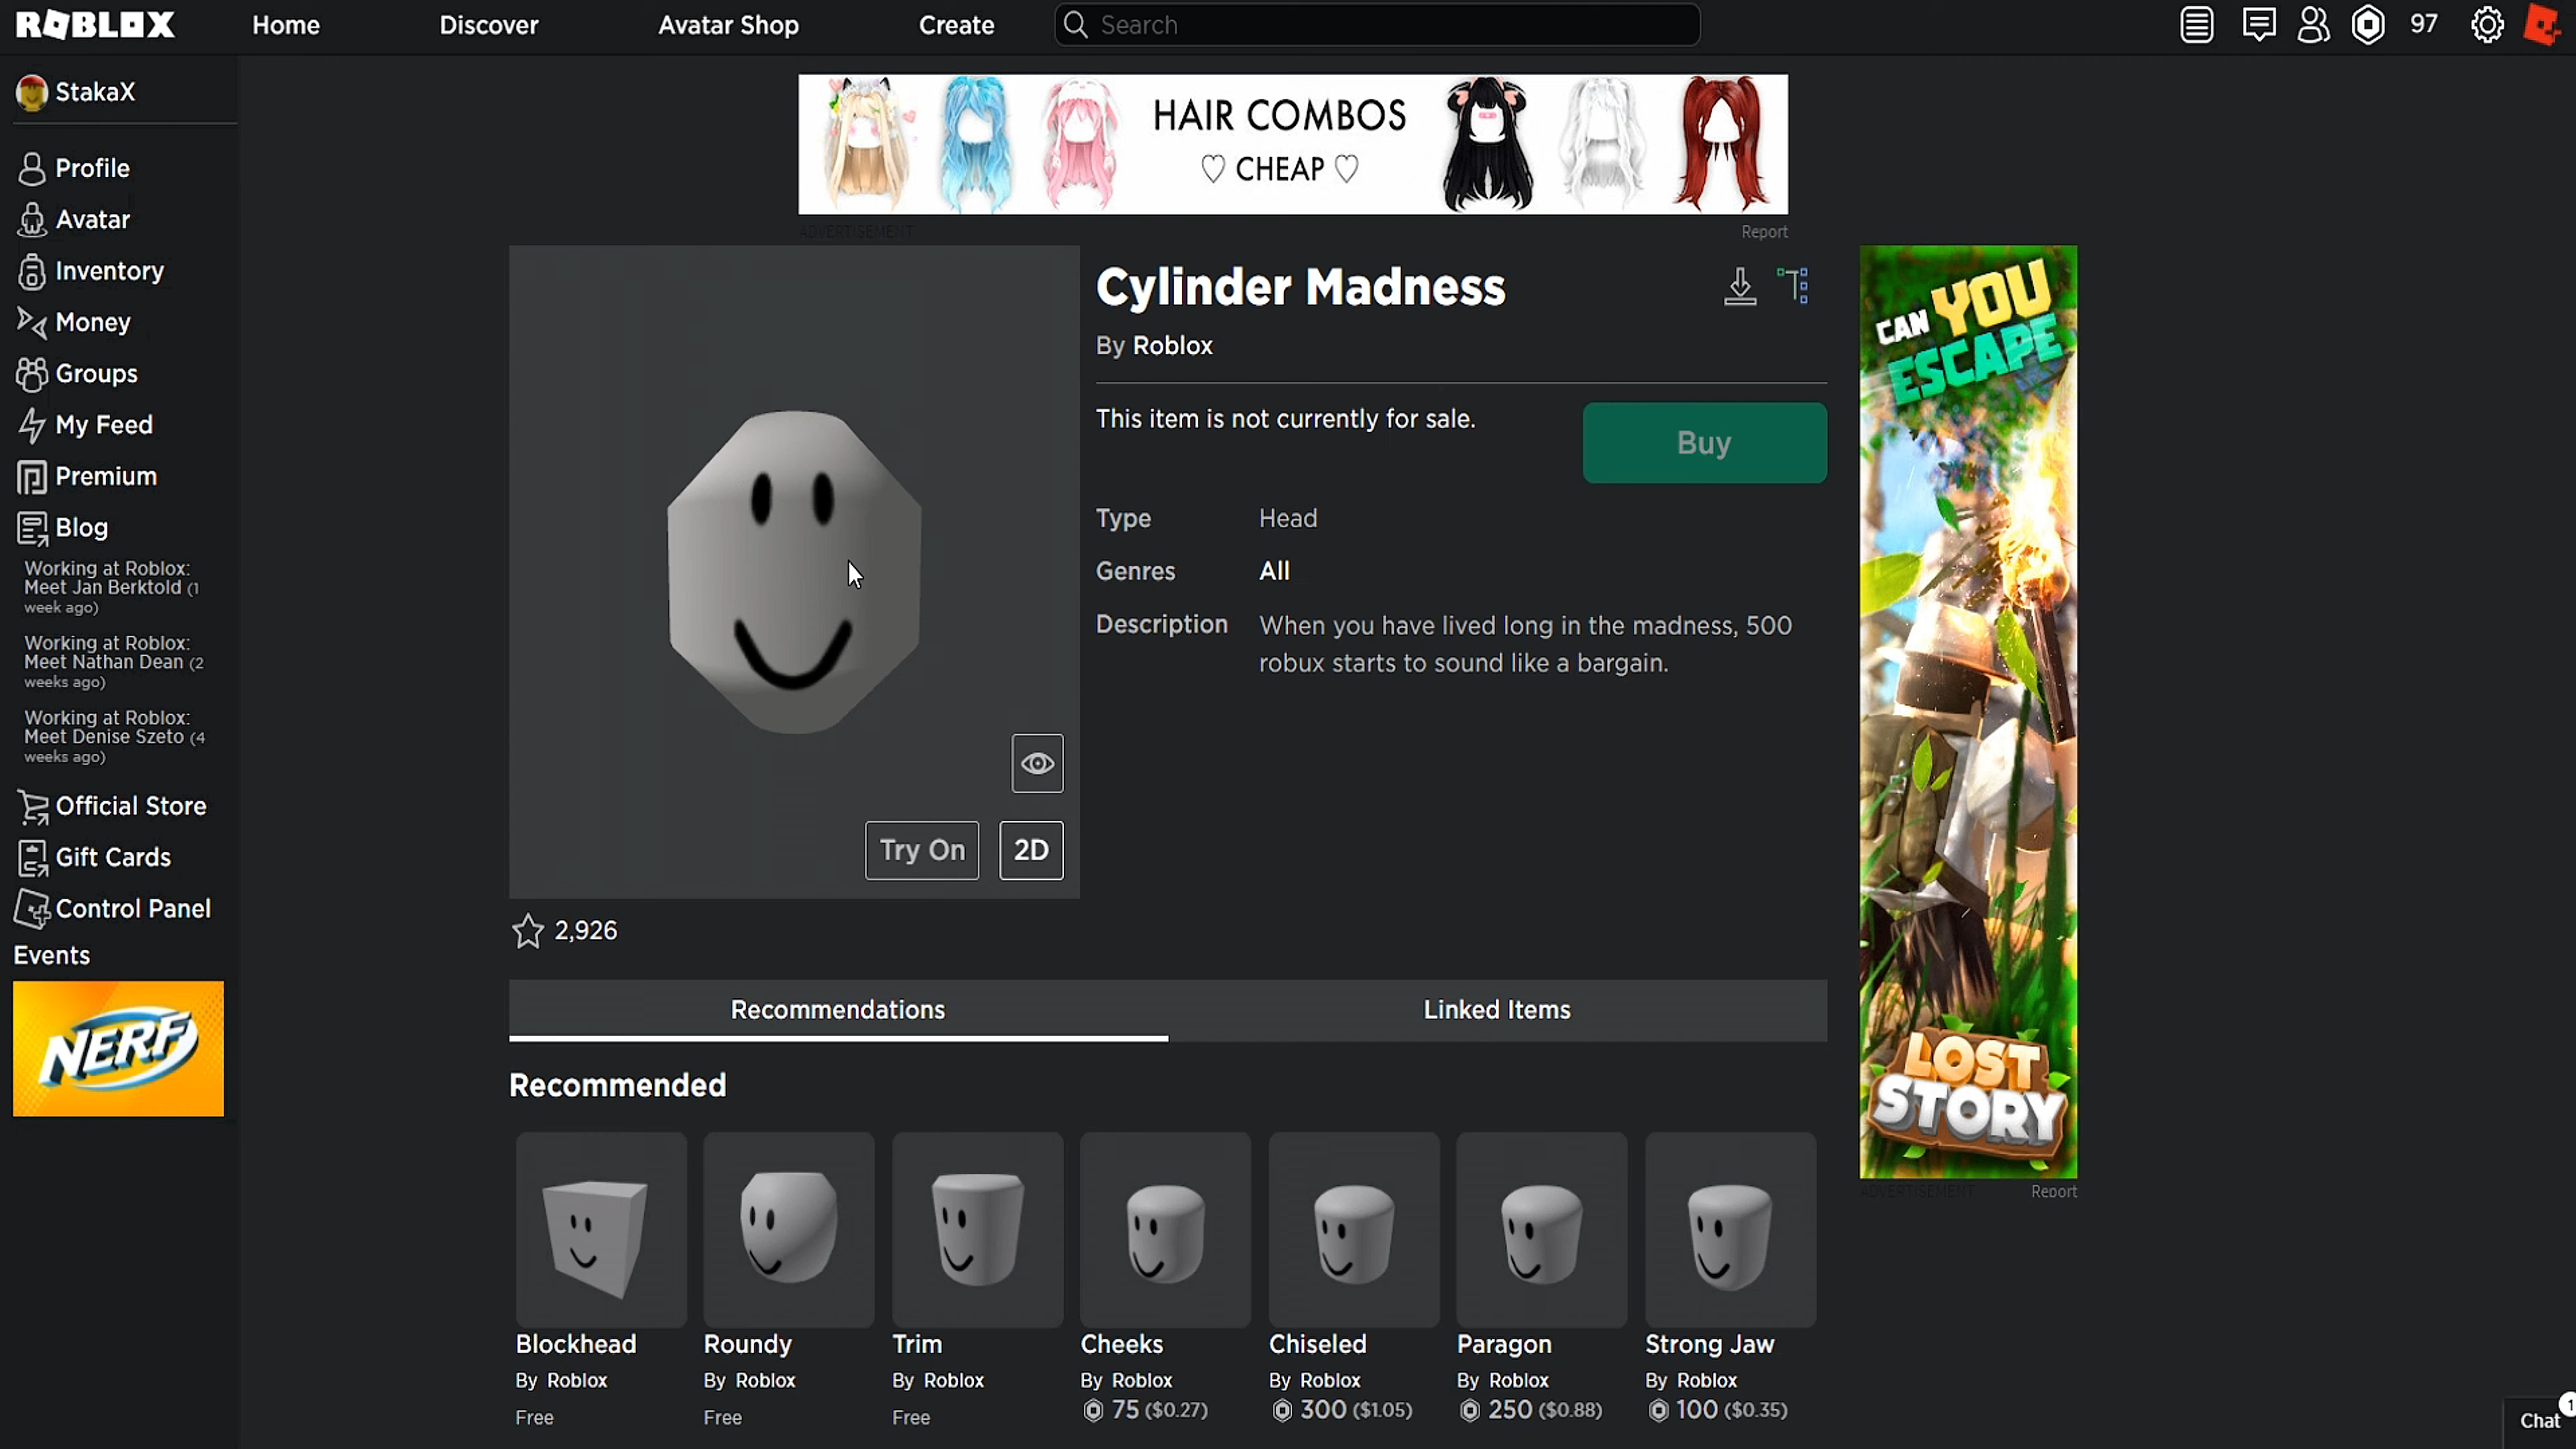 ROBLOX
Home
Discover
Avatar Shop
Create
Search
97
StakaX
Profile
Avatar
Inventory
Money
Groups
My Feed
Premium
Blog
Working at Roblox:
Meet Jan Berktold (1
week ago)
Working at Roblox:
Meet Nathan Dean (2
weeks ago)
Working at Roblox:
Meet Denise Szeto (4
weeks ago)
Official Store
Gift Cards
Control Panel
Events
NERF
HAIR COMBOS
♡ CHEAP ♡
ADVERTISEMENT
Report
Cylinder Madness
By Roblox
This item is not currently for sale.
Buy
Type Head
Genres All
Description When you have lived long in the madness, 500
robux starts to sound like a bargain.
Try On
2D
2,926
Recommendations
Linked Items
Recommended
Blockhead
By Roblox
Free
Roundy
By Roblox
Free
Trim
By Roblox
Free
Cheeks
By Roblox
75 ($0.27)
Chiseled
By Roblox
300 ($1.05)
Paragon
By Roblox
250 ($0.88)
Strong Jaw
By Roblox
100 ($0.35)
CAN YOU
ESCAPE
LOST
STORY
ADVERTISEMENT
Report
Chat
1